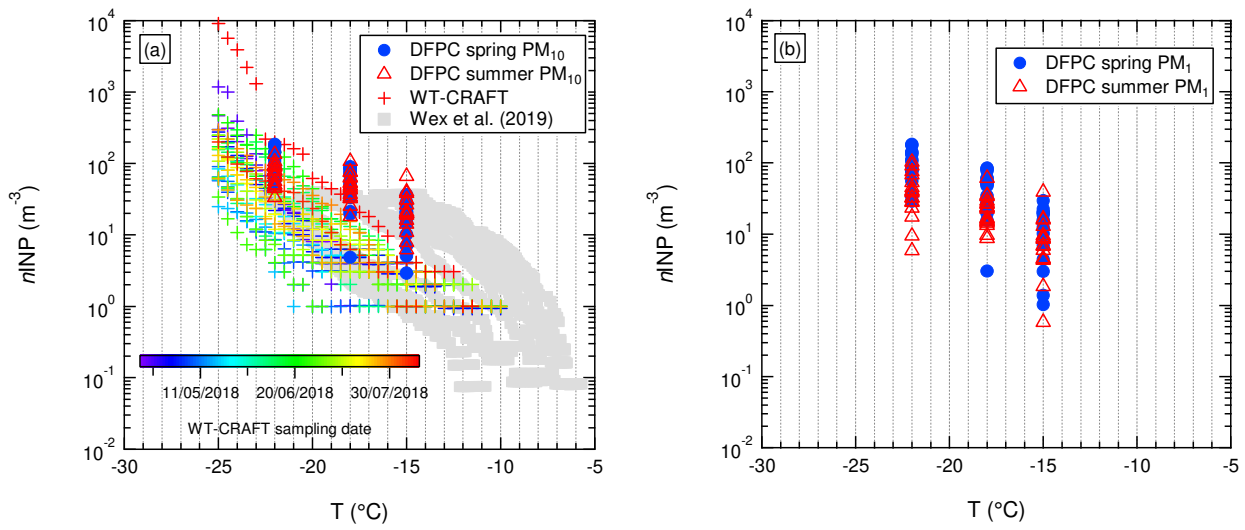 (a)
DFPC spring PM10
DFPC summer PM10
WT-CRAFT
Wex et al. (2019)
10^4
10^3
10^2
10^1
10^0
10^-1
10^-2
nINP (m^-3)
11/05/2018
20/06/2018
30/07/2018
WT-CRAFT sampling date
-30
-25
-20
-15
-10
-5
T (°C)
(b)
DFPC spring PM1
DFPC summer PM1
10^4
10^3
10^2
10^1
10^0
10^-1
10^-2
nINP (m^-3)
-30
-25
-20
-15
-10
-5
T (°C)